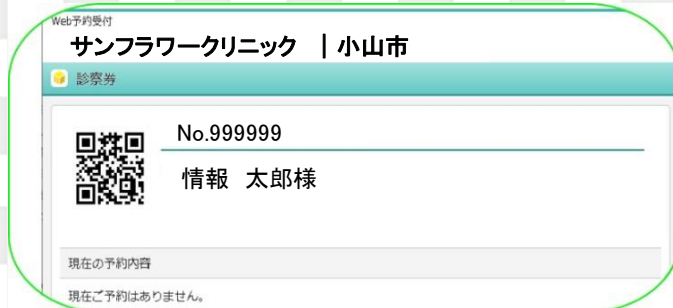 Web予約受付
サンフラワークリニック ｜小山市
診察券
No.999999
情報 太郎様
現在の予約内容
現在ご予約はありません。